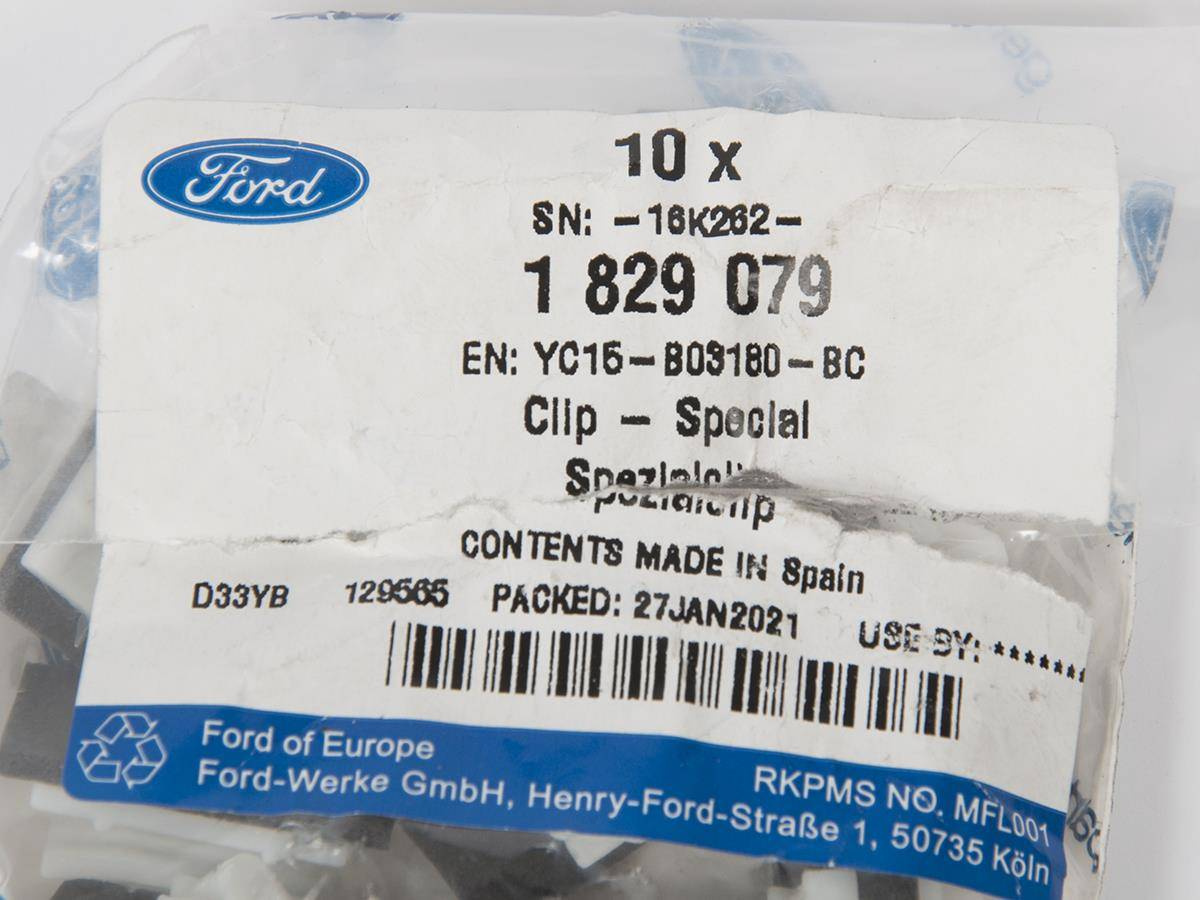 Ford
10 x
SN: -16K262-
1 829 079
EN: YC15-B03180-BC
Clip - Special
Spezialclip
CONTENTS MADE IN Spain
D33YB 129565 PACKED: 27JAN2021 USE BY: *******
Ford of Europe
RKPMS NO. MFL001
Ford-Werke GmbH, Henry-Ford-Straße 1, 50735 Köln